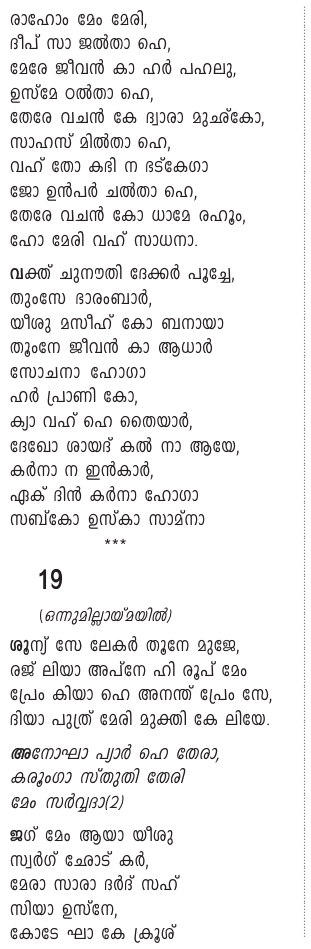 രാഹോം മേം മേരി,
ദീപ് സാ ജൽതാ ഹെ,
മേരേ ജീവൻ കാ ഹർ പഹലു,
ഉസ്മേ ഠൽതാ ഹെ,
തേരേ വചൻ കേ ദ്വാരാ മുഛ്കോ,
സാഹസ് മിൽതാ ഹെ,
വഹ് തോ കഭി ന ഭട്കേഗാ
ജോ ഉൻപർ ചൽതാ ഹെ,
തേരേ വചൻ കോ ധാമേ രഹൂം,
ഹോ മേരി വഹ് സാധനാ.
വക്ത് ചുനൗതി ദേക്കർ പൂച്ചേ,
തുംസേ ഭാരംബാർ,
യീശു മസീഹ് കോ ബനായാ
തൂംനേ ജീവൻ കാ ആധാർ
സോചനാ ഹോഗാ
ഹർ പ്രാണി കോ,
ക്യാ വഹ് ഹെ തൈയാർ,
ദേഖോ ശായദ് കൽ നാ ആയേ,
കർനാ ന ഇൻകാർ,
ഏക് ദിൻ കർനാ ഹോഗാ
സബ്കോ ഉസ്കാ സാമ്നാ
***
19
(ഒന്നുമില്ലായ്മയിൽ)
ശൂന്യ് സേ ലേകർ തൂനേ മുജേ,
രജ് ലിയാ അപ്നേ ഹി രൂപ് മേം
പ്രേം കിയാ ഹെ അനന്ത് പ്രേം സേ,
ദിയാ പുത്ര് മേരി മുക്തി കേ ലിയേ.
അനോഘാ പ്യാർ ഹെ തേരാ,
കരൂംഗാ സ്തുതി തേരി
മേം സർവ്വദാ(2)
ജഗ് മേം ആയാ യീശു
സ്വർഗ് ഛോട് കർ,
മേരാ സാരാ ദർദ് സഹ്
സിയാ ഉസ്നേ,
കോടേ ഘാ കേ ക്രൂശ്